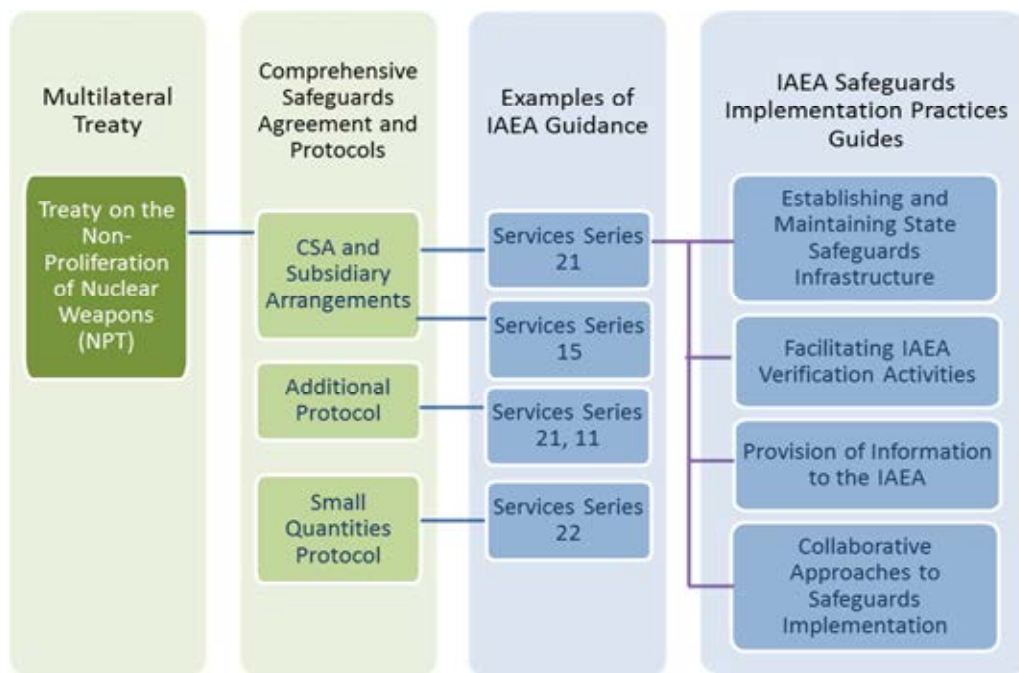 Multilateral
Treaty
Treaty on the
Non-
Proliferation
of Nuclear
Weapons
(NPT)
Comprehensive
Safeguards
Agreement and
Protocols
CSA and
Subsidiary
Arrangements
Additional
Protocol
Small
Quantities
Protocol
Examples of
IAEA Guidance
Services Series
21
Services Series
15
Services Series
21, 11
Services Series
22
IAEA Safeguards
Implementation Practices
Guides
Establishing and
Maintaining State
Safeguards
Infrastructure
Facilitating IAEA
Verification Activities
Provision of Information
to the IAEA
Collaborative
Approaches to
Safeguards
Implementation